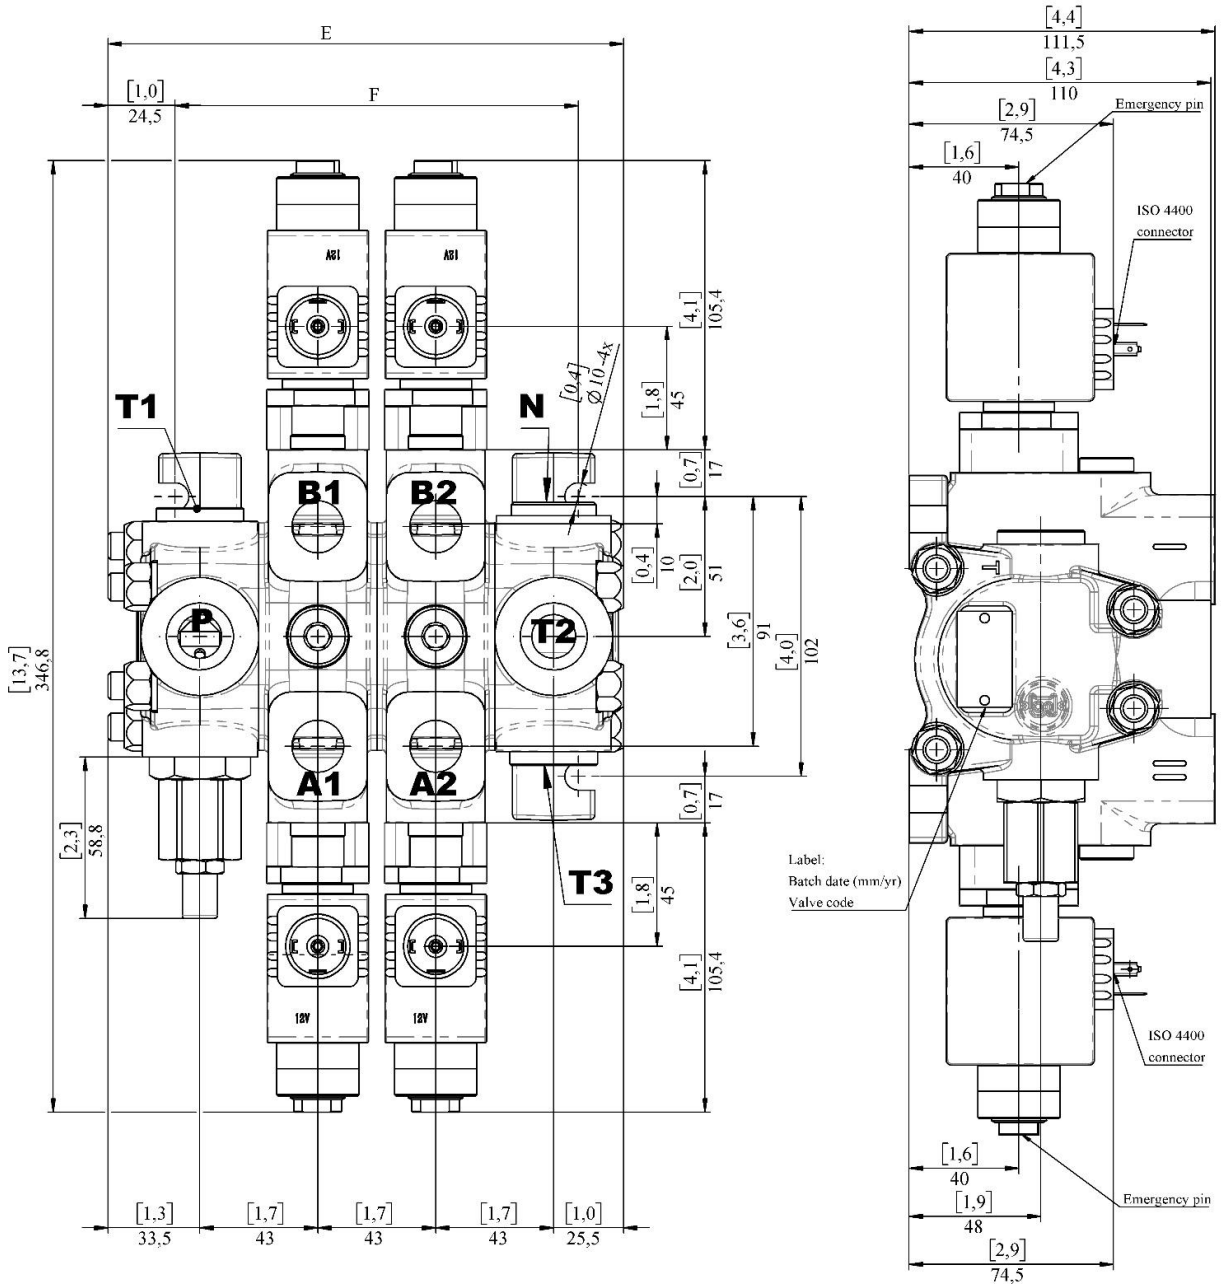 E
[1,0]
24,5
F
[4,4]
111,5
[4,3]
110
[2,9]
74,5
Emergency pin
[1,6]
40
ISO 4400
connector
12V
12V
[4,1]
105,4
[0,4]
Ø 10-4x
[1,8]
45
T1
N
[0,7]
17
B1
B2
[0,4]
10
[2,0]
51
T
P
T2
[3,6]
91
[4,0]
102
[13,7]
346,8
A1
A2
[0,7]
17
[2,3]
58,8
T3
[1,8]
45
Label:
Batch date (mm/yr)
Valve code
[4,1]
105,4
12V
12V
ISO 4400
connector
[1,6]
40
Emergency pin
[1,9]
48
[2,9]
74,5
[1,3]
33,5
[1,7]
43
[1,7]
43
[1,7]
43
[1,0]
25,5